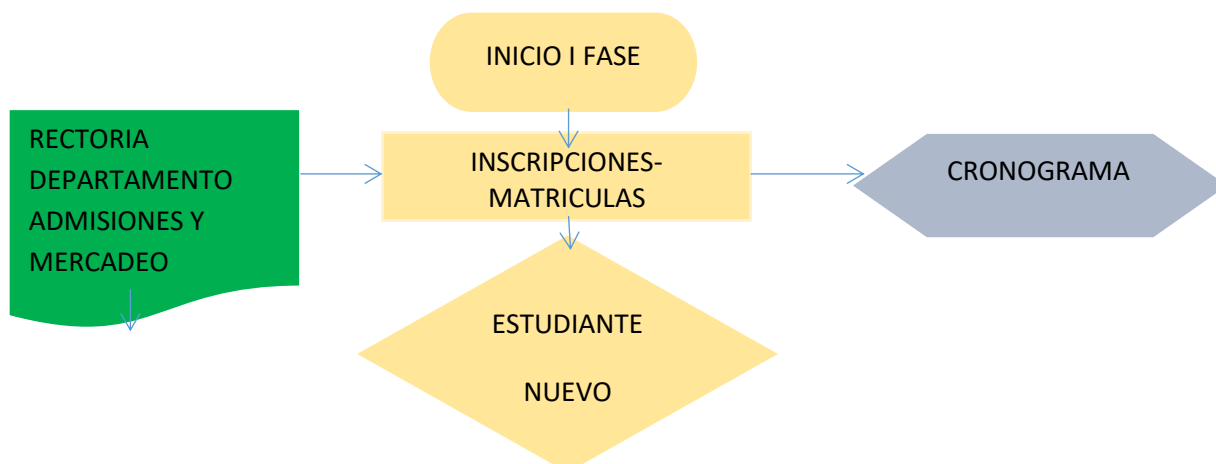 INICIO I FASE
RECTORIA
DEPARTAMENTO
ADMISIONES Y
MERCADEO
INSCRIPCIONES-
MATRICULAS
CRONOGRAMA
ESTUDIANTE
NUEVO